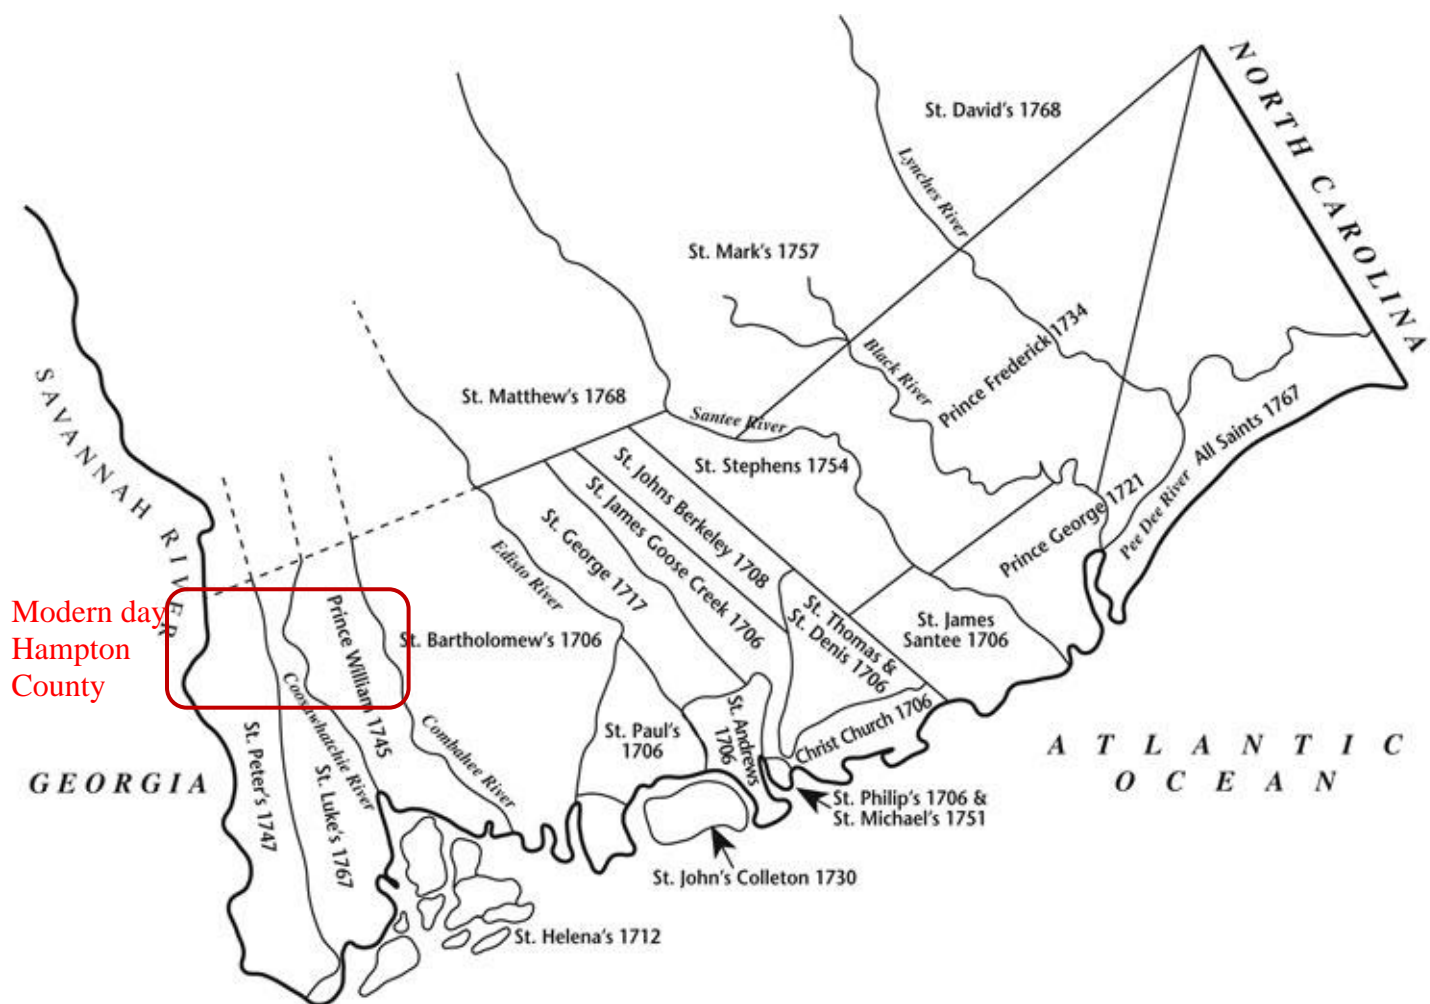 NORTH CAROLINA
St. David's 1768
Lynches River
St. Mark's 1757
Prince Frederick 1734
Black River
St. Matthew's 1768
Santee River
All Saints 1767
SAVANNAH RIVER
St. Stephens 1754
St. Johns Berkeley 1708
St. James Goose Creek 1706
Prince George 1721
Pee Dee River
St. George 1717
Edisto River
Modern day
Hampton
County
Prince William 1745
St. Bartholomew's 1706
St. Thomas &
St. Denis 1706
St. James
Santee 1706
Coosawhatchie River
Combahee River
St. Paul's
1706
St. Andrews
1706
Christ Church 1706
ATLANTIC
OCEAN
GEORGIA
St. Peter's 1747
St. Luke's 1767
St. Philip's 1706 &
St. Michael's 1751
St. John's Colleton 1730
St. Helena's 1712